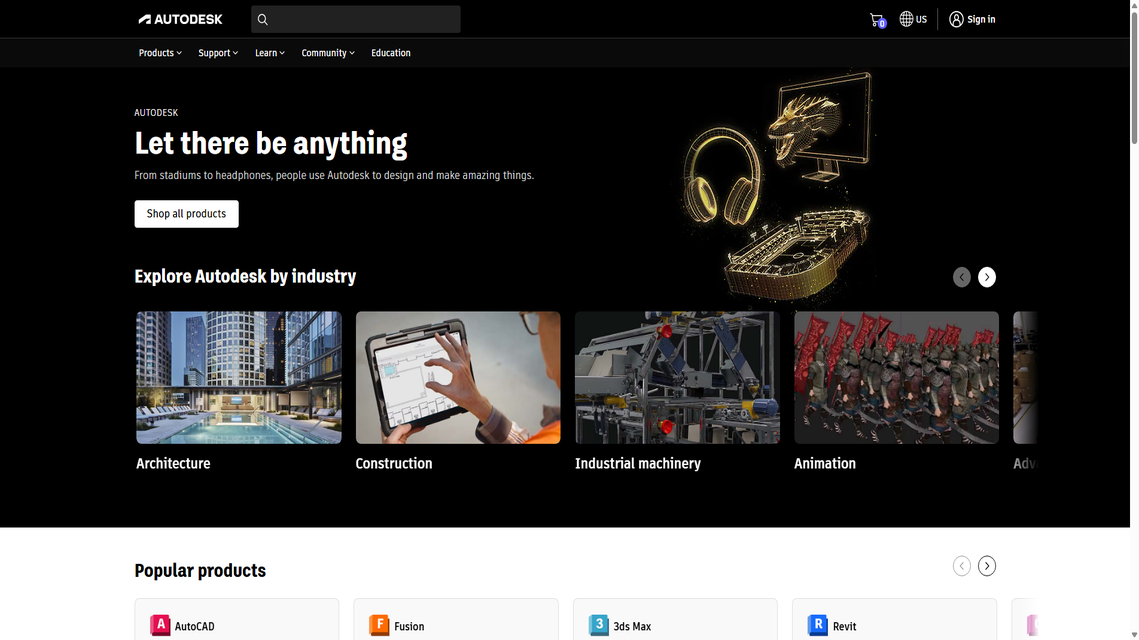 AUTODESK
0
US
Sign in
Products
Support
Learn
Community
Education
AUTODESK
Let there be anything
From stadiums to headphones, people use Autodesk to design and make amazing things.
Shop all products
Explore Autodesk by industry
Architecture
Construction
Industrial machinery
Animation
Popular products
A AutoCAD
F Fusion
3 3ds Max
R Revit